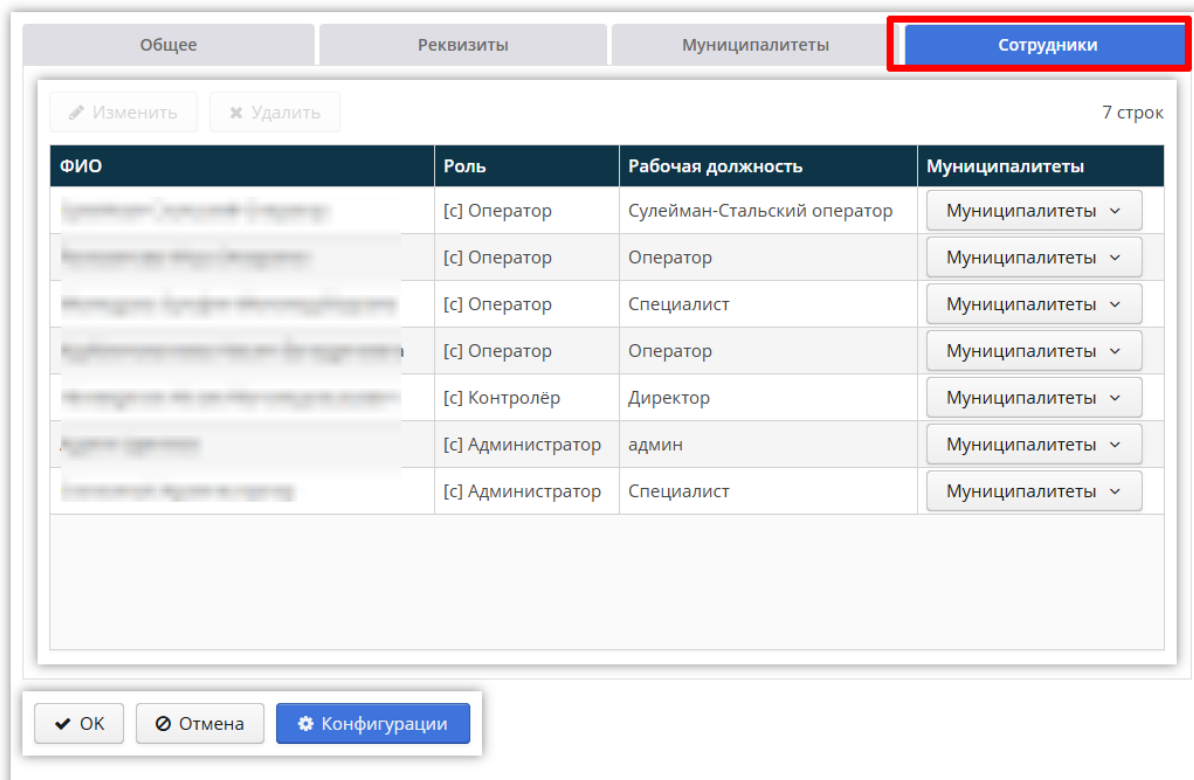 Общее Реквизиты Муниципалитеты Сотрудники
Изменить Удалить 7 строк
ФИО Роль Рабочая должность Муниципалитеты
[с] Оператор Сулейман-Стальский оператор Муниципалитеты
[с] Оператор Оператор Муниципалитеты
[с] Оператор Специалист Муниципалитеты
[с] Оператор Оператор Муниципалитеты
[с] Контролёр Директор Муниципалитеты
[с] Администратор админ Муниципалитеты
[с] Администратор Специалист Муниципалитеты
OK Отмена Конфигурации